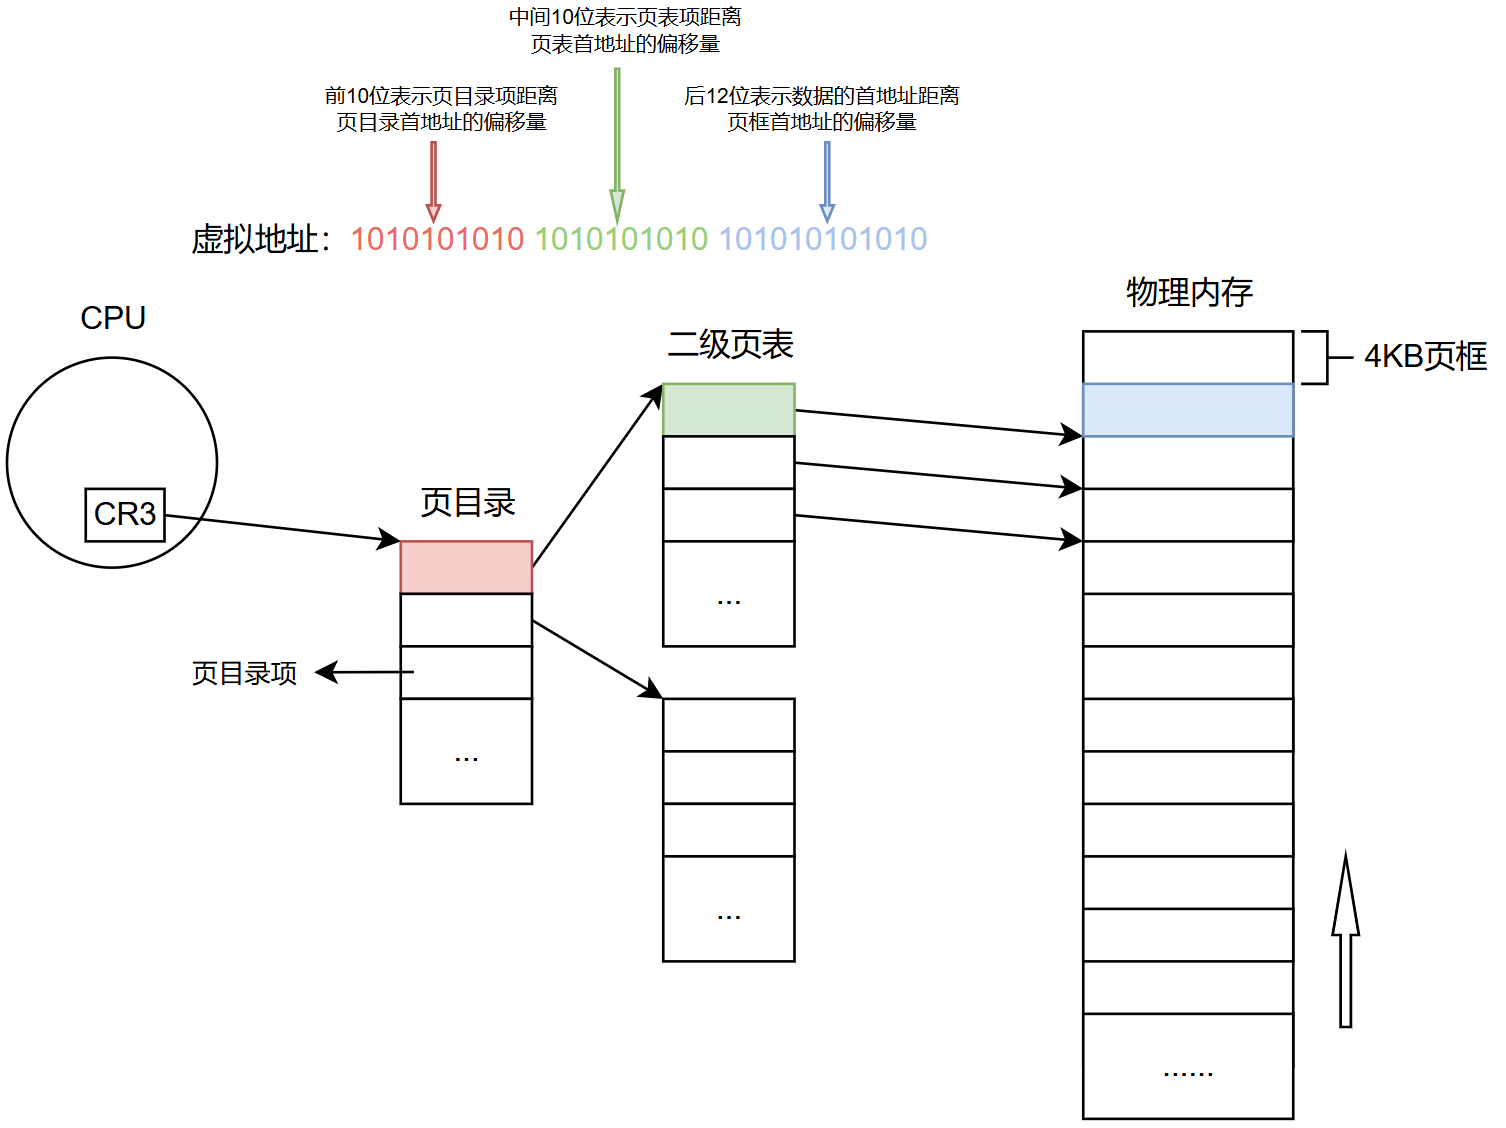 中间10位表示页表项距离
页表首地址的偏移量
前10位表示页目录项距离
页目录首地址的偏移量
后12位表示数据的首地址距离
页框首地址的偏移量
虚拟地址：1010101010 1010101010 101010101010
CPU
物理内存
二级页表
4KB页框
页目录
CR3
...
页目录项
...
...
......